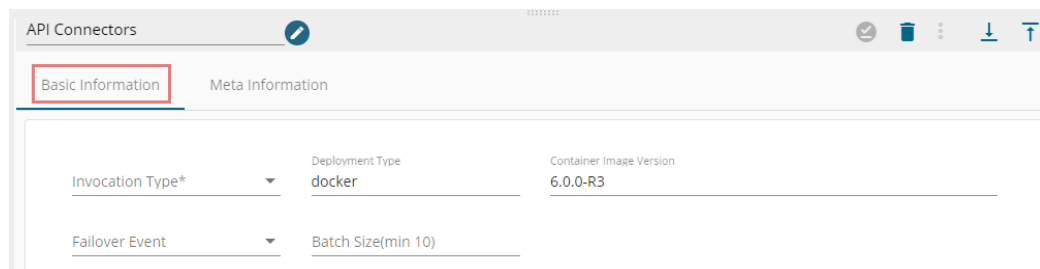 API Connectors
Basic Information Meta Information
Deployment Type Container Image Version
Invocation Type* docker 6.0.0-R3
Failover Event Batch Size(min 10)